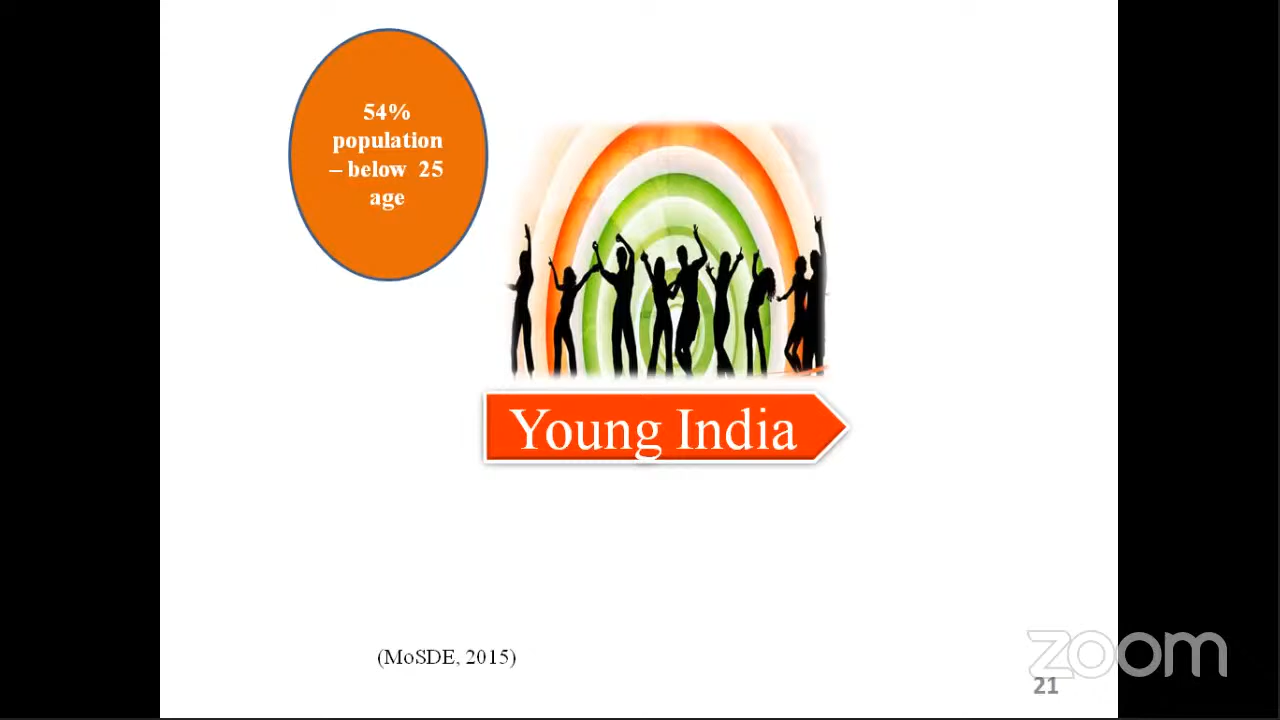 54%
population
– below 25
age
Young India
(MoSDE, 2015)
zoom
21